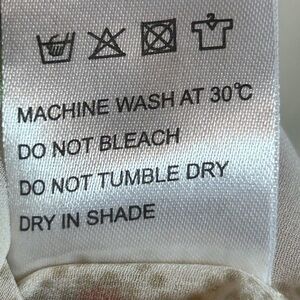 MACHINE WASH AT 30°C
DO NOT BLEACH
DO NOT TUMBLE DRY
DRY IN SHADE